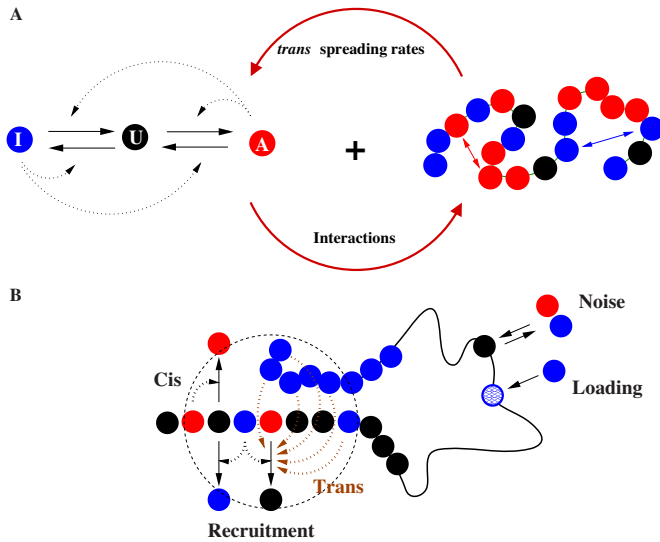 A
trans spreading rates
I
U
A
+
Interactions
B
Noise
Cis
Loading
Trans
Recruitment